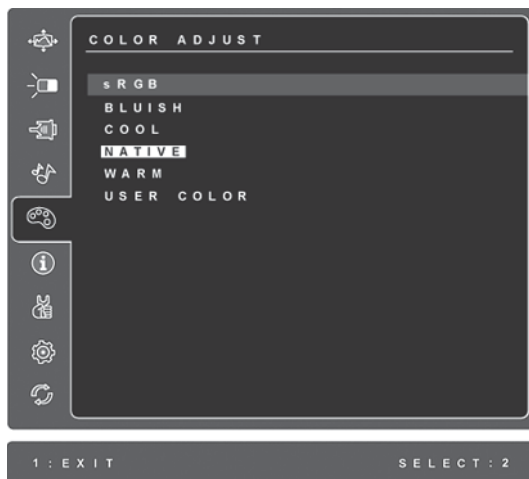 COLOR ADJUST
sRGB
BLUISH
COOL
NATIVE
WARM
USER COLOR
1:EXIT SELECT:2